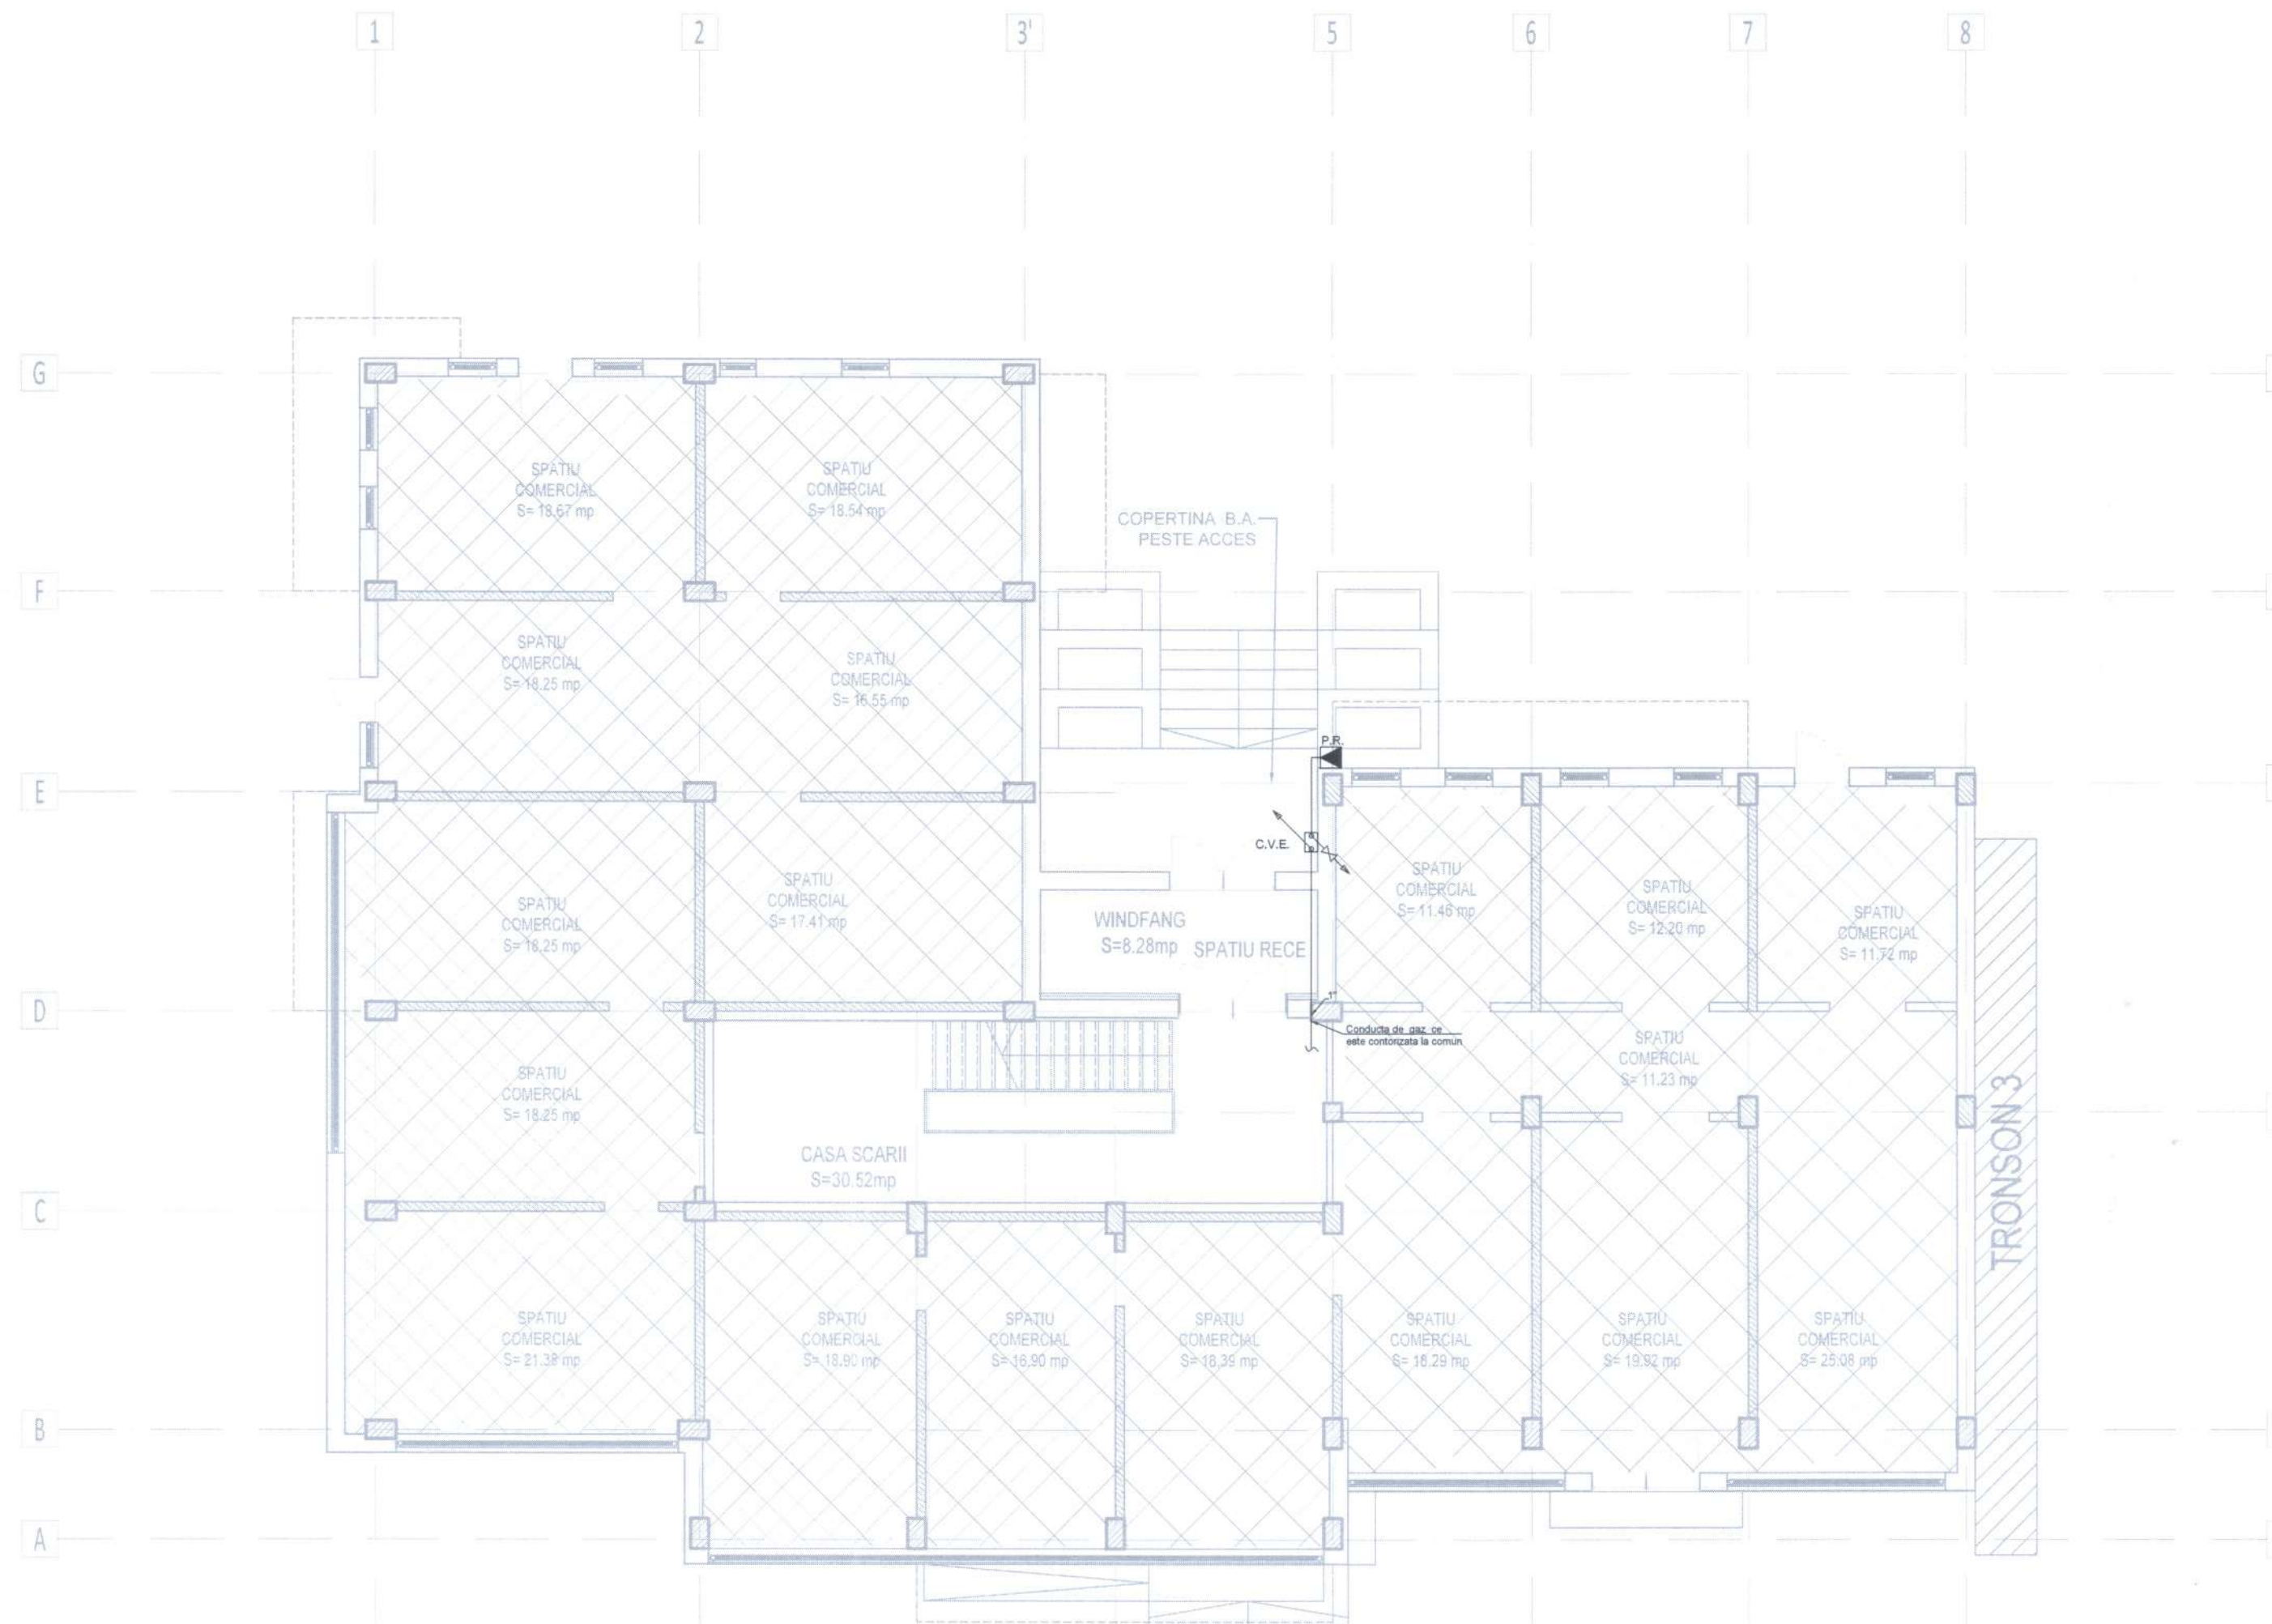 1
2
3'
5
6
7
8
G
SPATIU
COMERCIAL
S= 18.67 mp
SPATIU
COMERCIAL
S= 18.54 mp
COPERTINA B.A.
PESTE ACCES
F
SPATIU
COMERCIAL
S= 18.25 mp
SPATIU
COMERCIAL
S= 16.55 mp
P.R.
E
C.V.E.
SPATIU
COMERCIAL
S= 18.25 mp
SPATIU
COMERCIAL
S= 17.41 mp
WINDFANG
S=8.28mp
SPATIU RECE
SPATIU
COMERCIAL
S= 11.46 mp
SPATIU
COMERCIAL
S= 12.20 mp
SPATIU
COMERCIAL
S= 11.72 mp
D
Conducta de gaz ce
este contorizata la comun
SPATIU
COMERCIAL
S= 18.25 mp
SPATIU
COMERCIAL
S= 11.23 mp
CASA SCARII
S=30.52mp
TRONSON 3
C
SPATIU
COMERCIAL
S= 21.38 mp
SPATIU
COMERCIAL
S= 18.90 mp
SPATIU
COMERCIAL
S= 16.90 mp
SPATIU
COMERCIAL
S= 18.39 mp
SPATIU
COMERCIAL
S= 16.29 mp
SPATIU
COMERCIAL
S= 19.92 mp
SPATIU
COMERCIAL
S= 25.08 mp
B
A